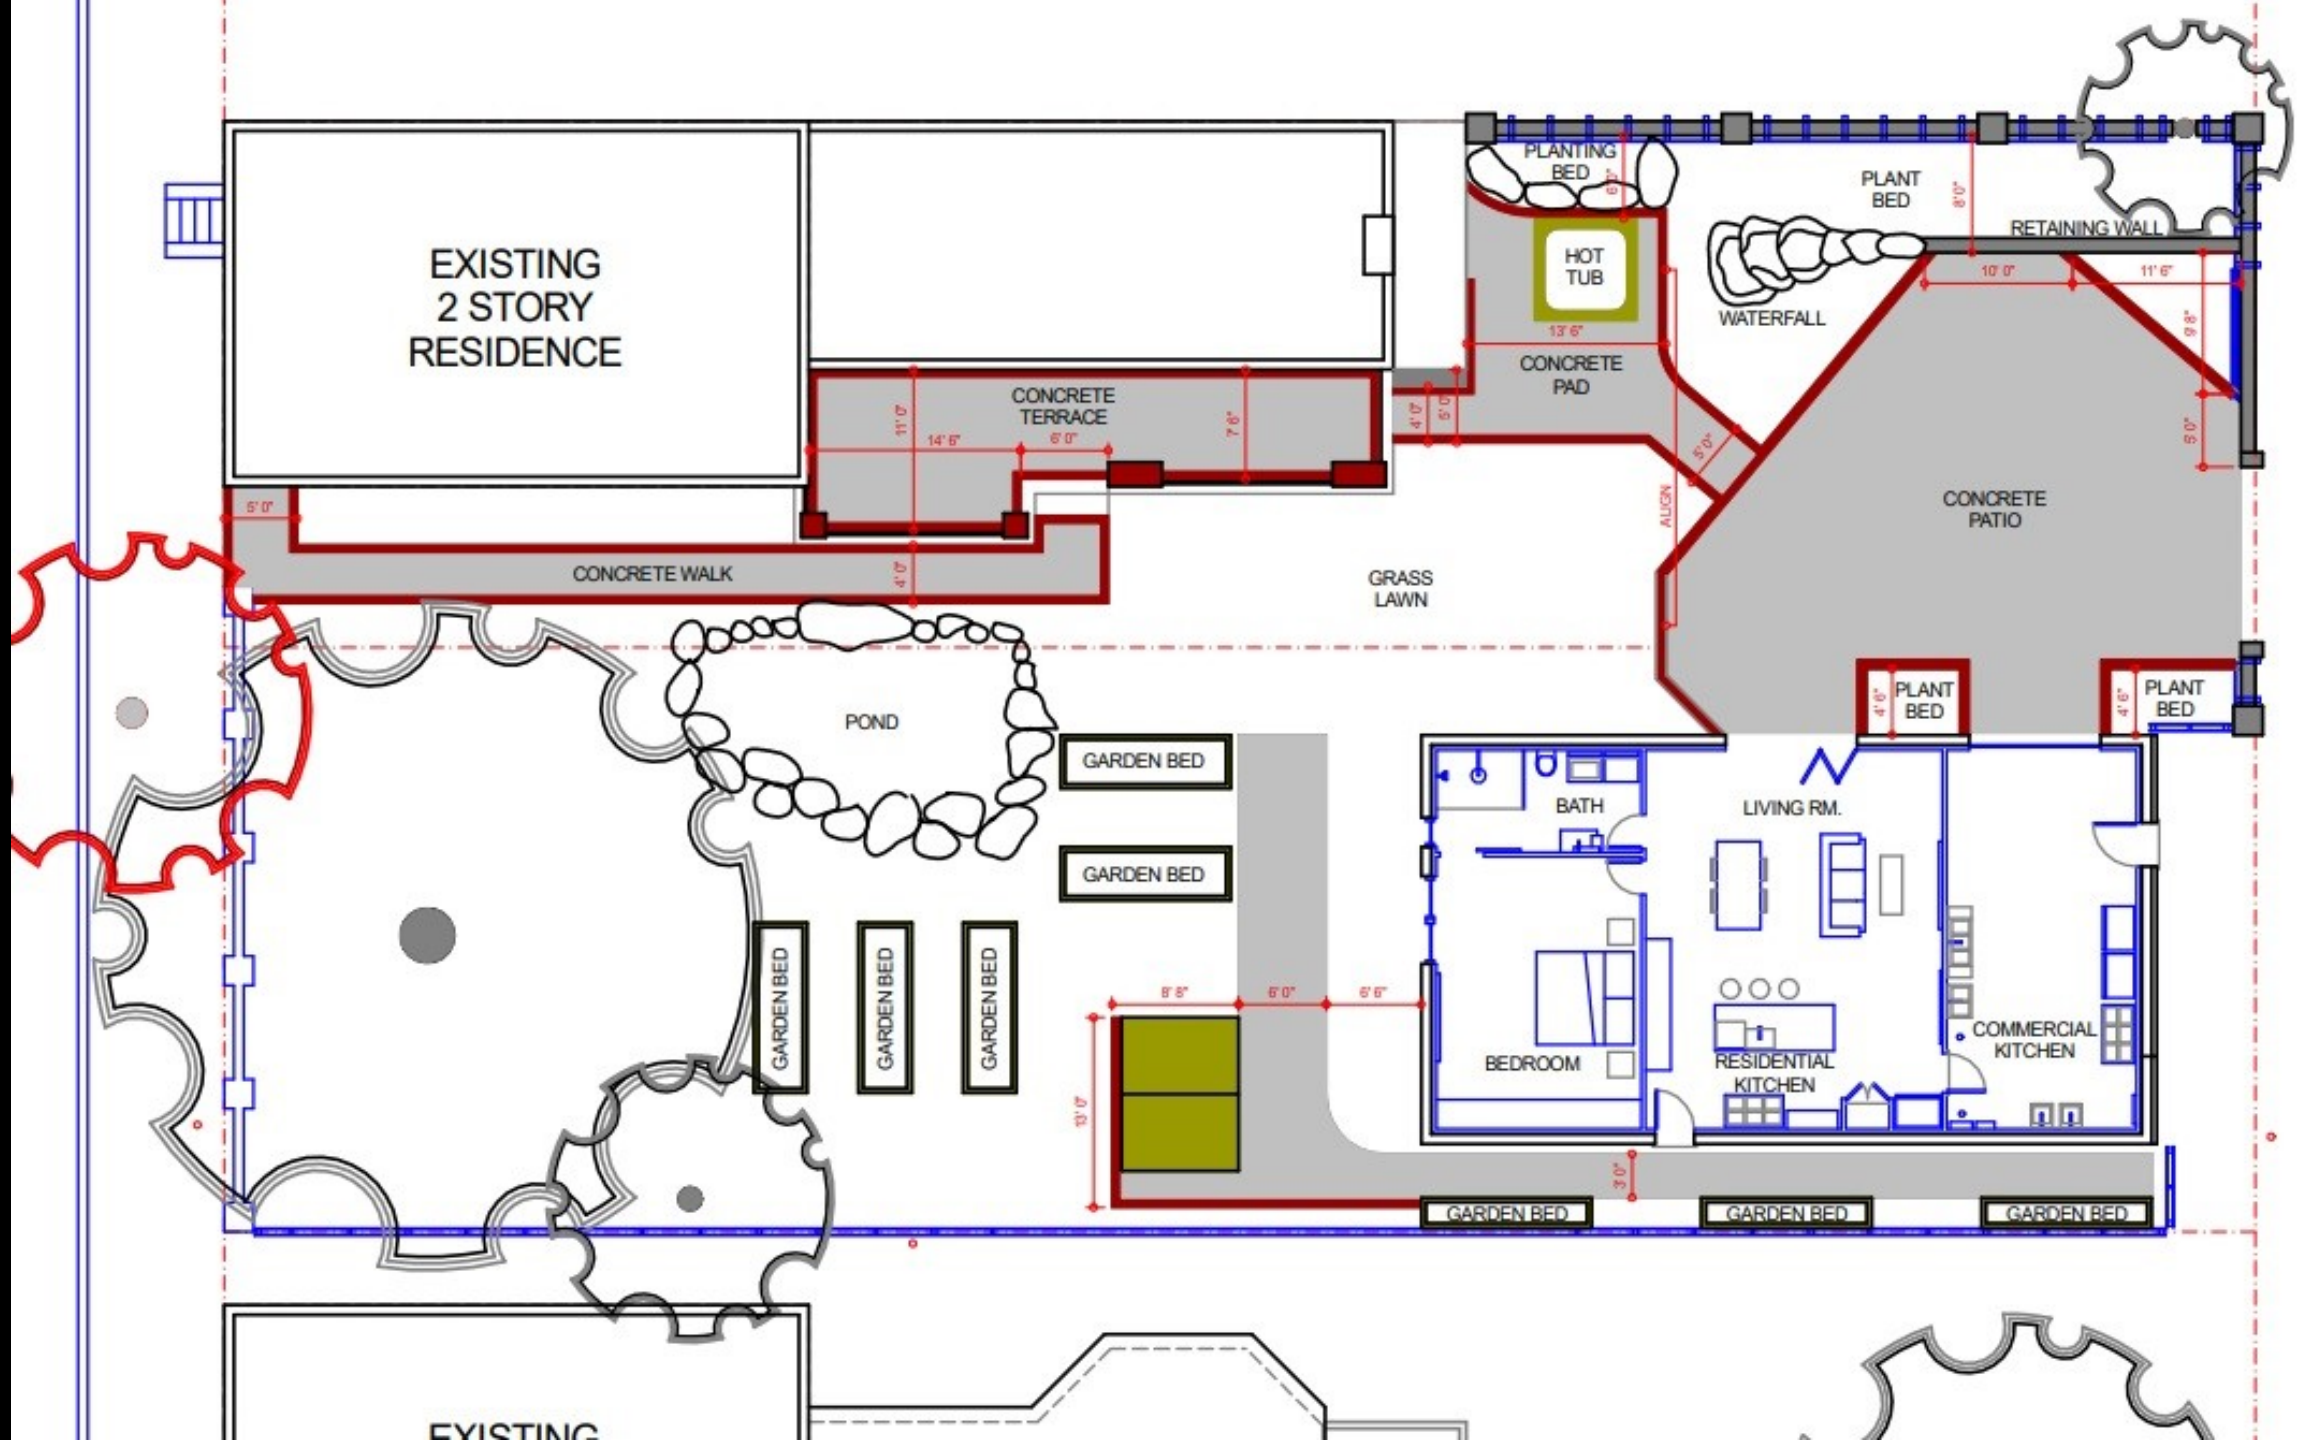 PLANTING
BED
6' 0"
PLANT
BED
8' 0"
RETAINING WALL
EXISTING
2 STORY
RESIDENCE
HOT
TUB
10' 0"
11' 6"
WATERFALL
9' 8"
13' 6"
CONCRETE
PAD
CONCRETE
TERRACE
11' 0"
14' 6"
6' 0"
7' 6"
4' 0"
5' 0"
5' 0"
ALIGN
CONCRETE
PATIO
5' 0"
CONCRETE WALK
4' 0"
GRASS
LAWN
POND
4' 6"
PLANT
BED
4' 6"
PLANT
BED
GARDEN BED
GARDEN BED
BATH
LIVING RM.
GARDEN BED
GARDEN BED
GARDEN BED
8' 8"
6' 0"
6' 6"
13' 0"
BEDROOM
RESIDENTIAL
KITCHEN
COMMERCIAL
KITCHEN
3' 0"
GARDEN BED
GARDEN BED
GARDEN BED
EXISTING